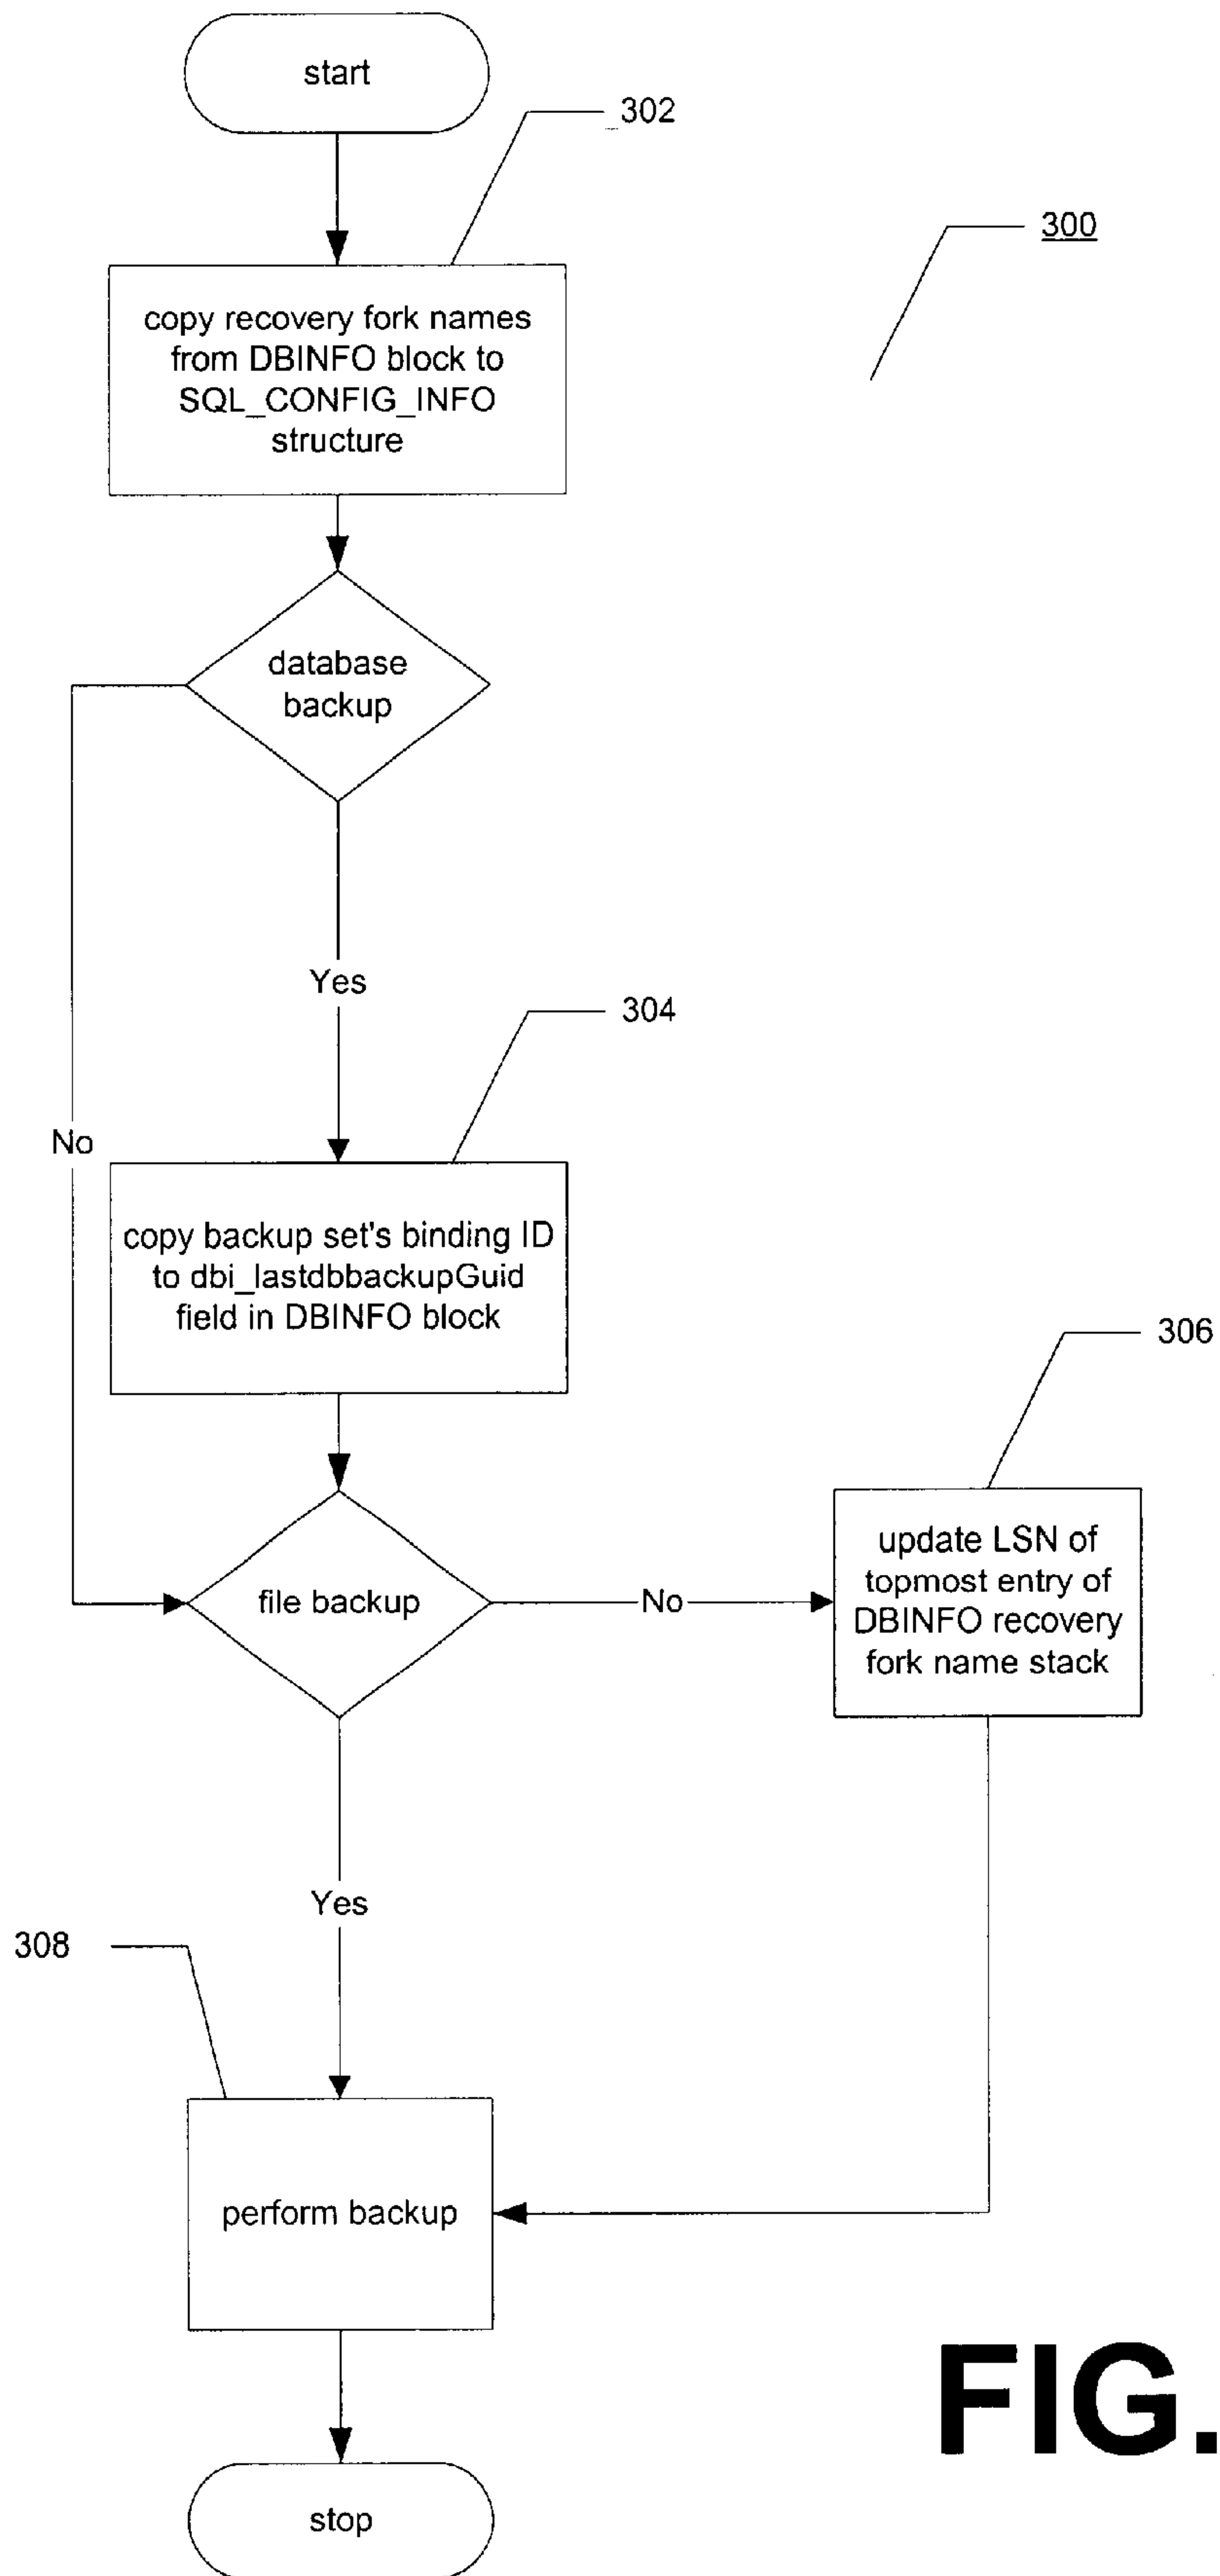 start
302
300
copy recovery fork names
from DBINFO block to
SQL_CONFIG_INFO
structure
database
backup
Yes
304
No
copy backup set's binding ID
to dbi_lastdbbackupGuid
field in DBINFO block
306
update LSN of
topmost entry of
DBINFO recovery
fork name stack
file backup
No
Yes
308
perform backup
FIG.
stop